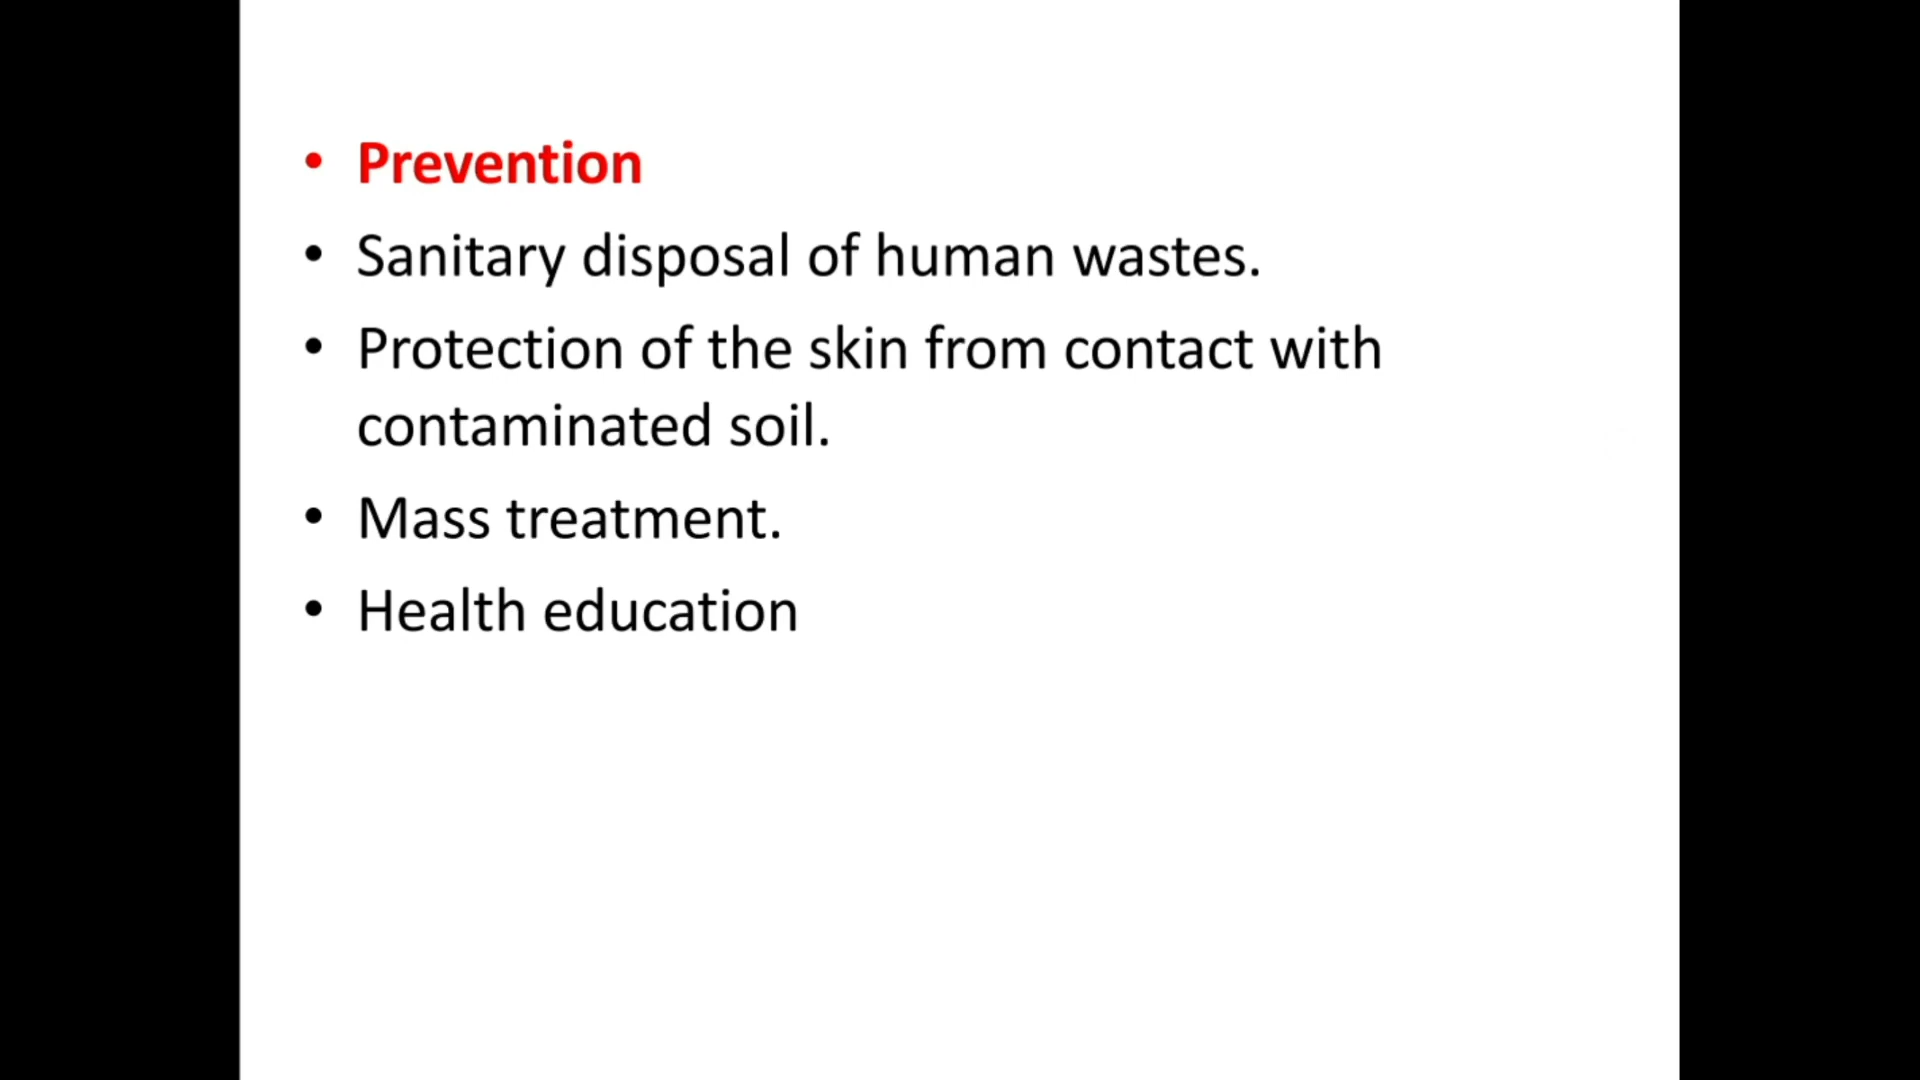 • Prevention
• Sanitary disposal of human wastes.
• Protection of the skin from contact with
contaminated soil.
• Mass treatment.
• Health education